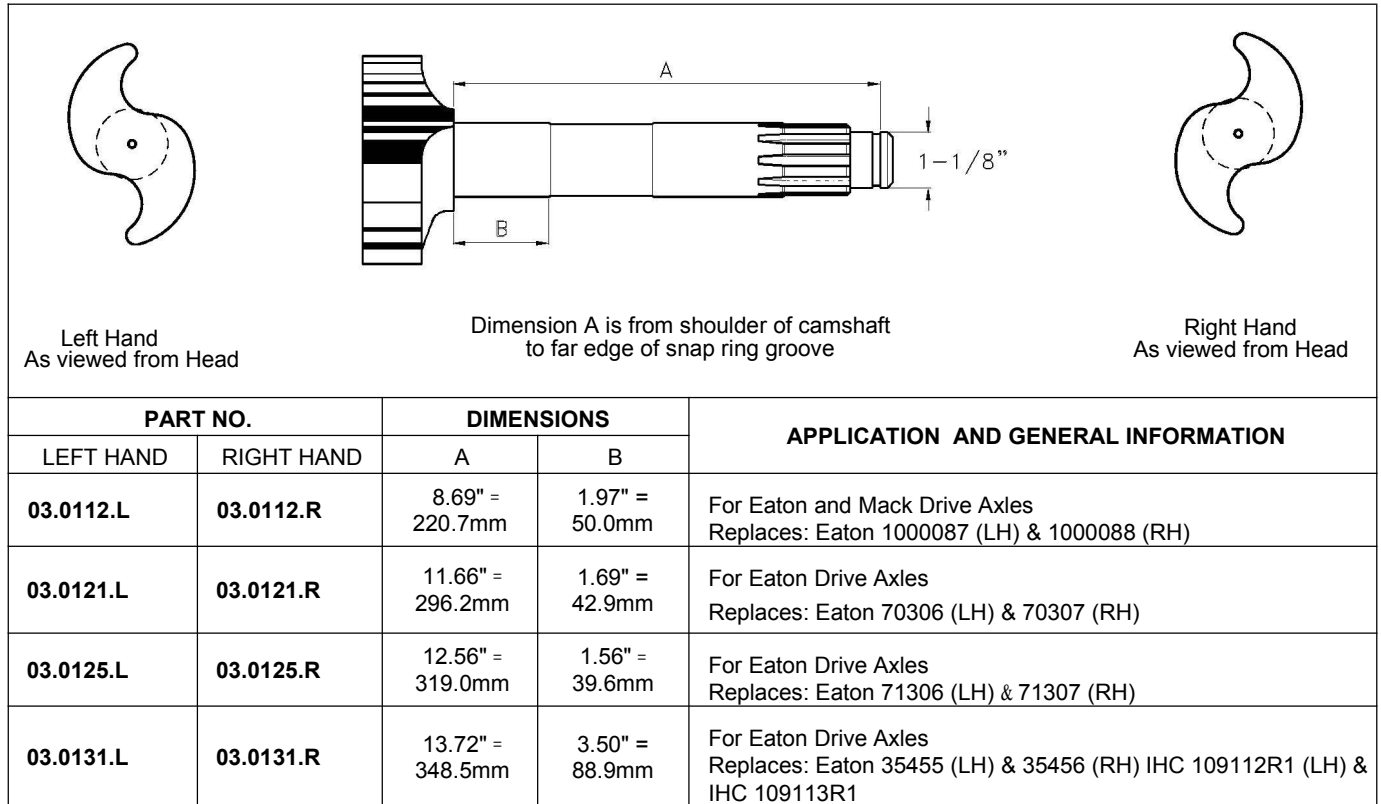 A
1-1/8"
B
Left Hand
As viewed from Head
Dimension A is from shoulder of camshaft
to far edge of snap ring groove
Right Hand
As viewed from Head
PART NO.
DIMENSIONS
APPLICATION AND GENERAL INFORMATION
LEFT HAND
RIGHT HAND
A
B
03.0112.L
03.0112.R
8.69" =
220.7mm
1.97" =
50.0mm
For Eaton and Mack Drive Axles
Replaces: Eaton 1000087 (LH) & 1000088 (RH)
03.0121.L
03.0121.R
11.66" =
296.2mm
1.69" =
42.9mm
For Eaton Drive Axles
Replaces: Eaton 70306 (LH) & 70307 (RH)
03.0125.L
03.0125.R
12.56" =
319.0mm
1.56" =
39.6mm
For Eaton Drive Axles
Replaces: Eaton 71306 (LH) & 71307 (RH)
03.0131.L
03.0131.R
13.72" =
348.5mm
3.50" =
88.9mm
For Eaton Drive Axles
Replaces: Eaton 35455 (LH) & 35456 (RH) IHC 109112R1 (LH) &
IHC 109113R1